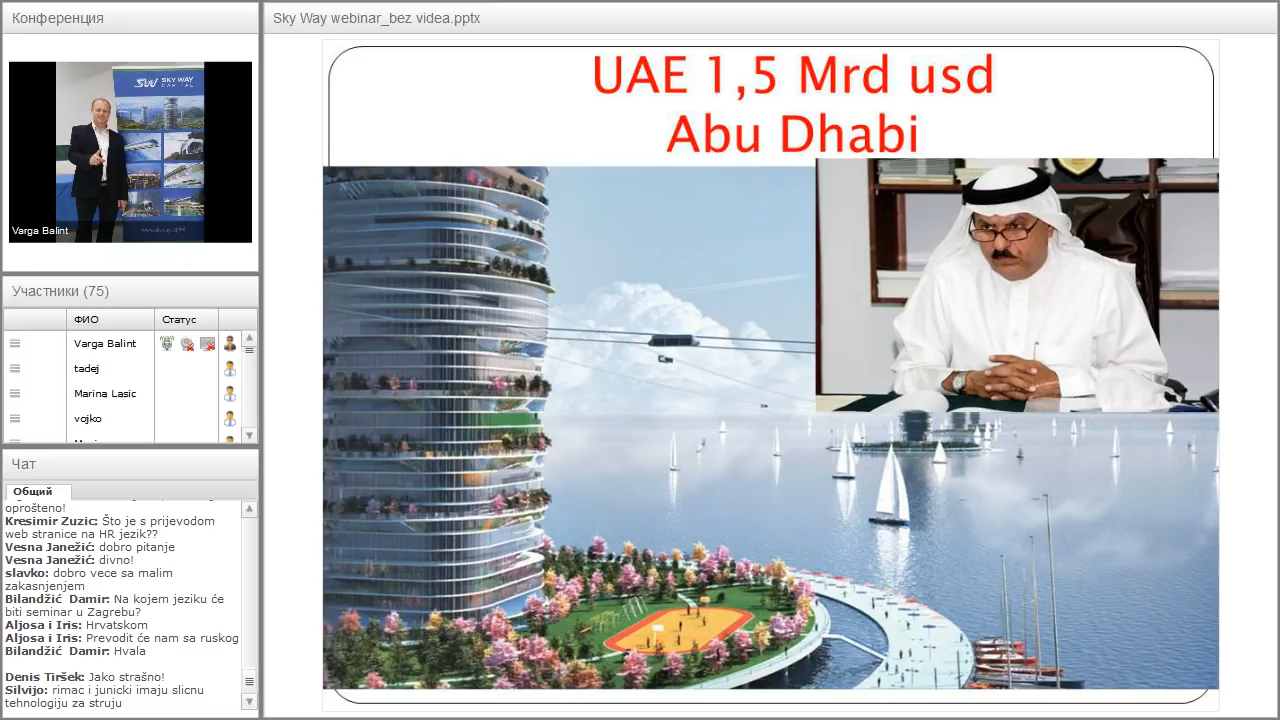 Конференция
Sky Way webinar_bez videa.pptx
SKY WAY
CAPITAL
Varga Balint
UAE 1,5 Mrd usd
Abu Dhabi
Участники (75)
ФИО
Статус
Varga Balint
tadej
Marina Lasic
vojko
Чат
Общий
oprošteno!
Kresimir Zuzic: Što je s prijevodom
web stranice na HR jezik??
Vesna Janežić: dobro pitanje
Vesna Janežić: divno!
slavko: dobro vece sa malim
zakasnjenjem
Bilandžić Damir: Na kojem jeziku će
biti seminar u Zagrebu?
Aljosa i Iris: Hrvatskom
Aljosa i Iris: Prevodit će nam sa ruskog
Bilandžić Damir: Hvala
Denis Tiršek: Jako strašno!
Silvijo: rimac i junicki imaju slicnu
tehnologiju za struju